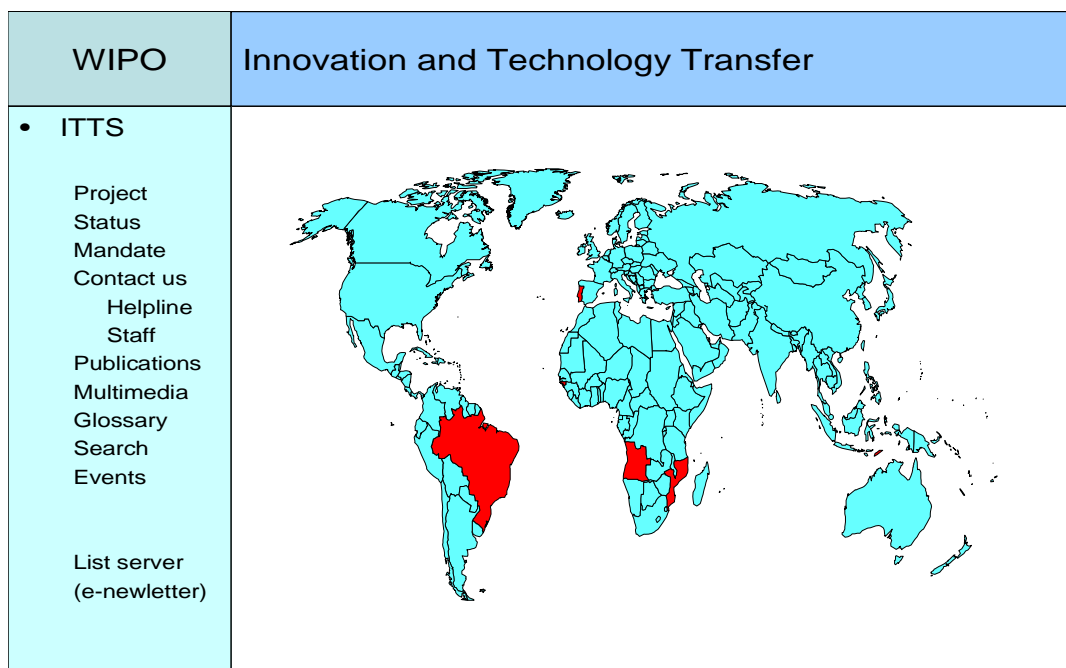 WIPO
Innovation and Technology Transfer
• ITTS
Project
Status
Mandate
Contact us
Helpline
Staff
Publications
Multimedia
Glossary
Search
Events
List server
(e-newletter)